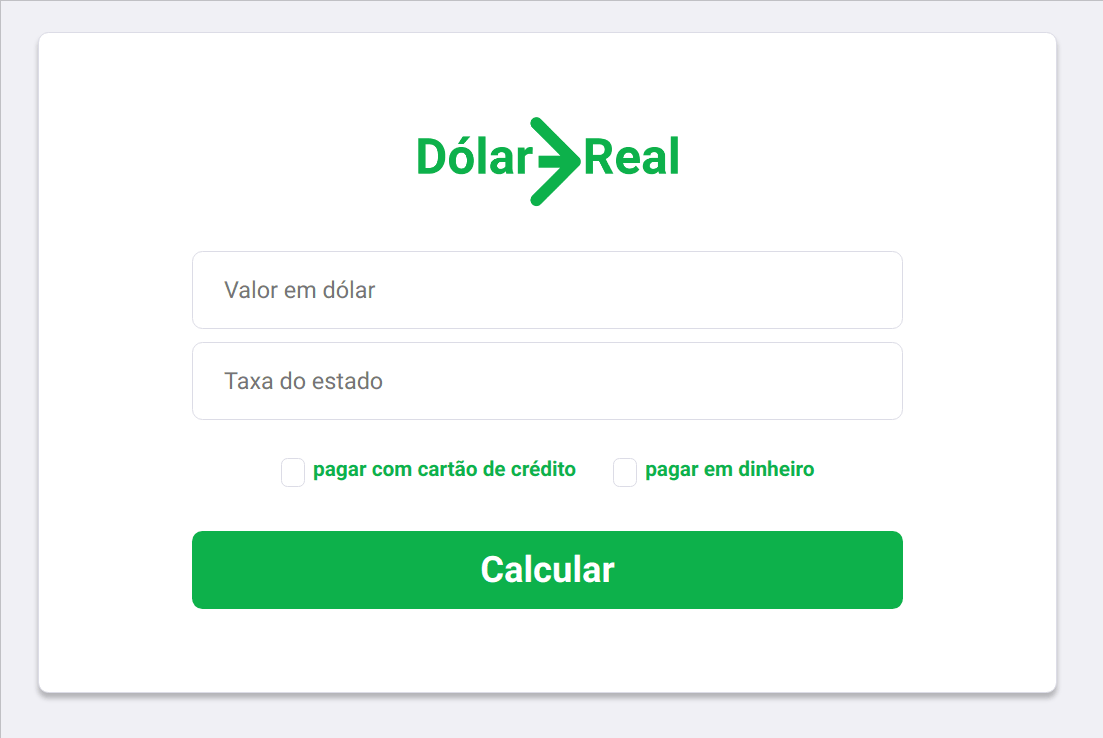 Dólar Real
Valor em dólar
Taxa do estado
pagar com cartão de crédito pagar em dinheiro
Calcular